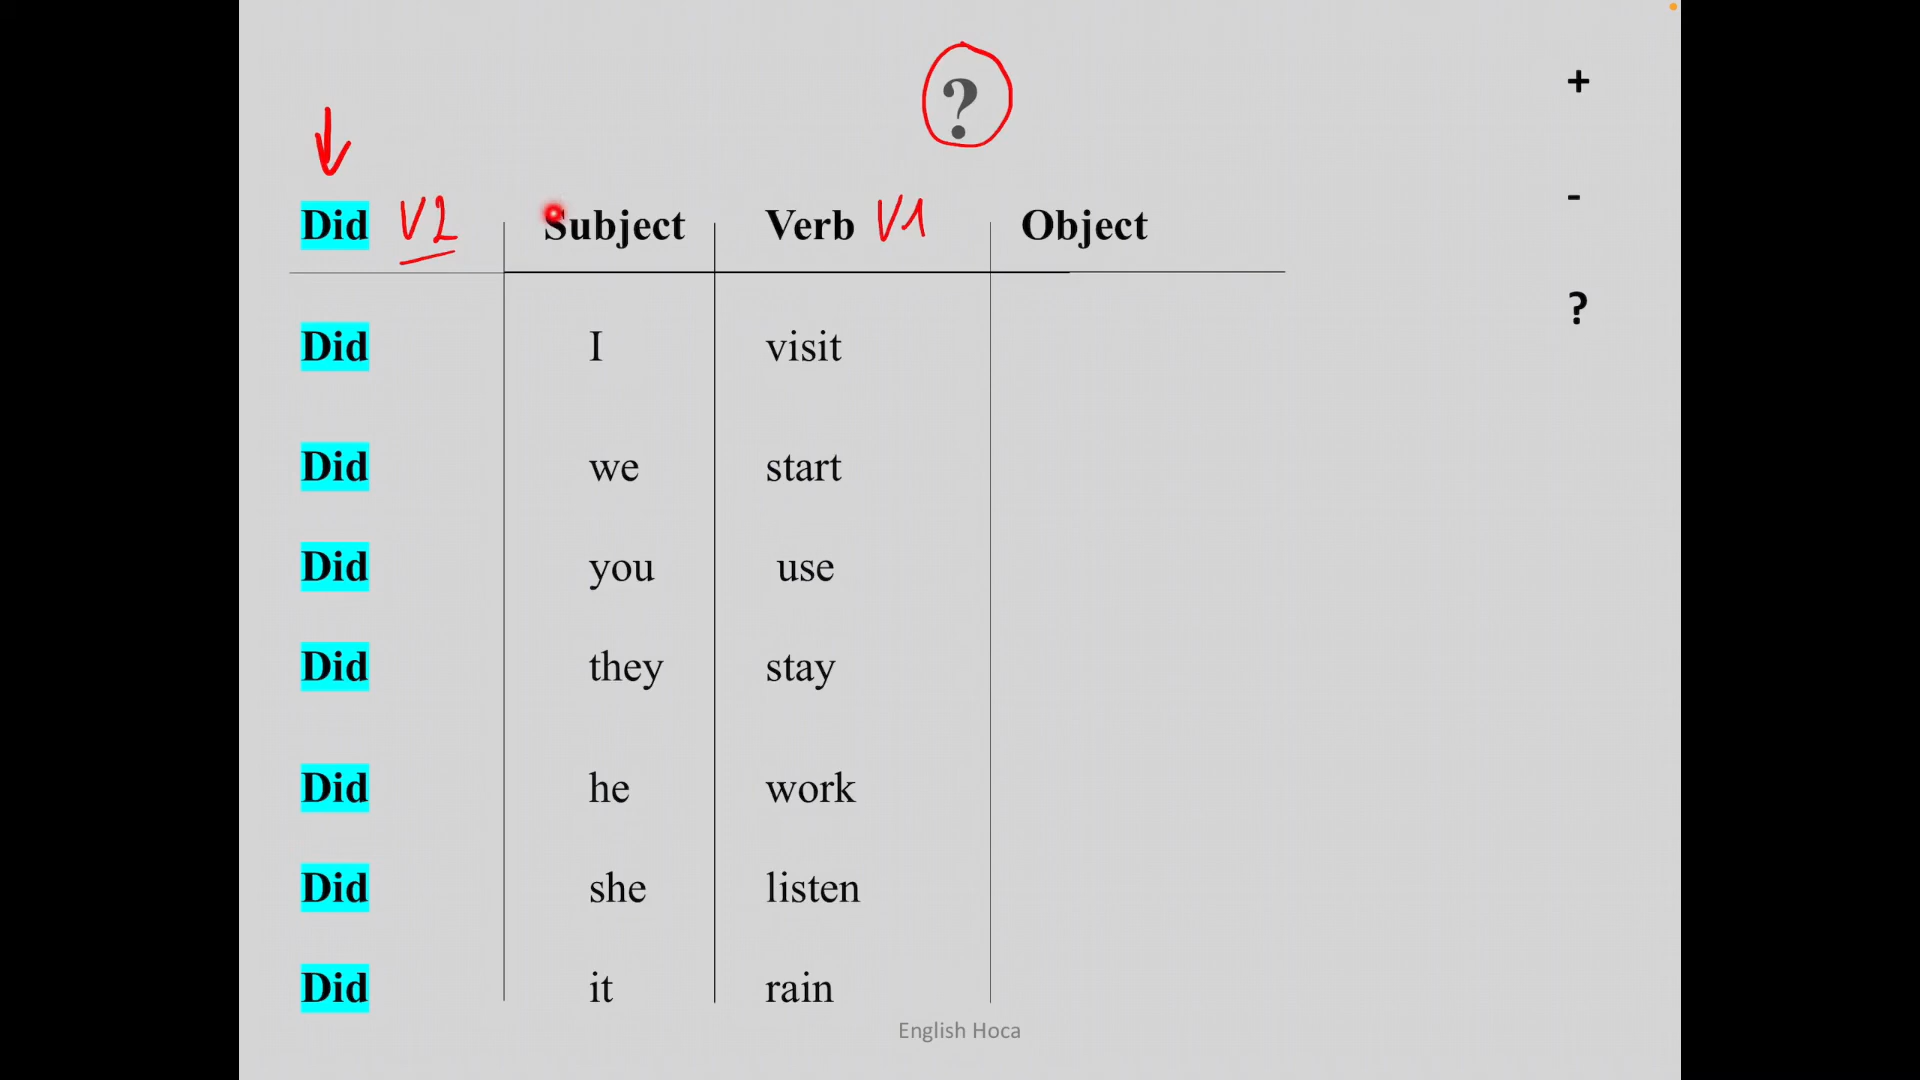 ?
+
-
?
Did V2 Subject Verb V1 Object
Did I visit
Did we start
Did you use
Did they stay
Did he work
Did she listen
Did it rain
English Hoca